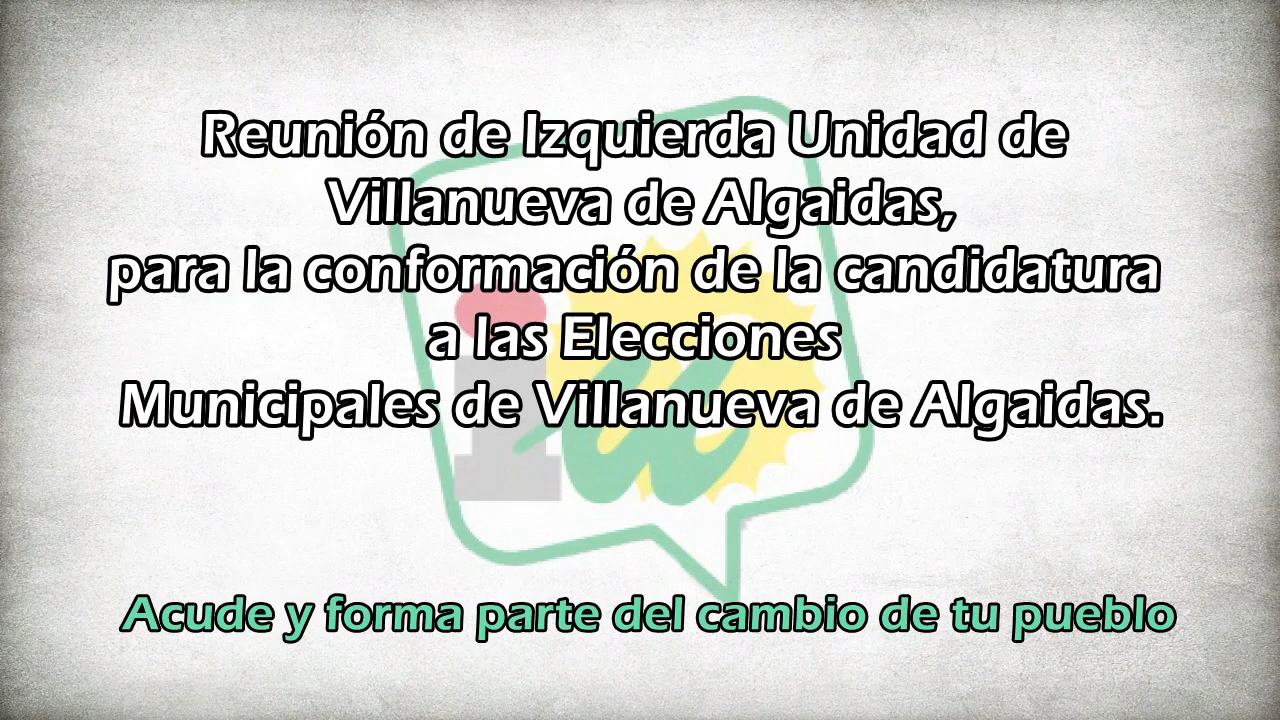 Reunión de Izquierda Unidad de
Villanueva de Algaidas,
para la conformación de la candidatura
a las Elecciones
Municipales de Villanueva de Algaidas.
iu
Acude y forma parte del cambio de tu pueblo